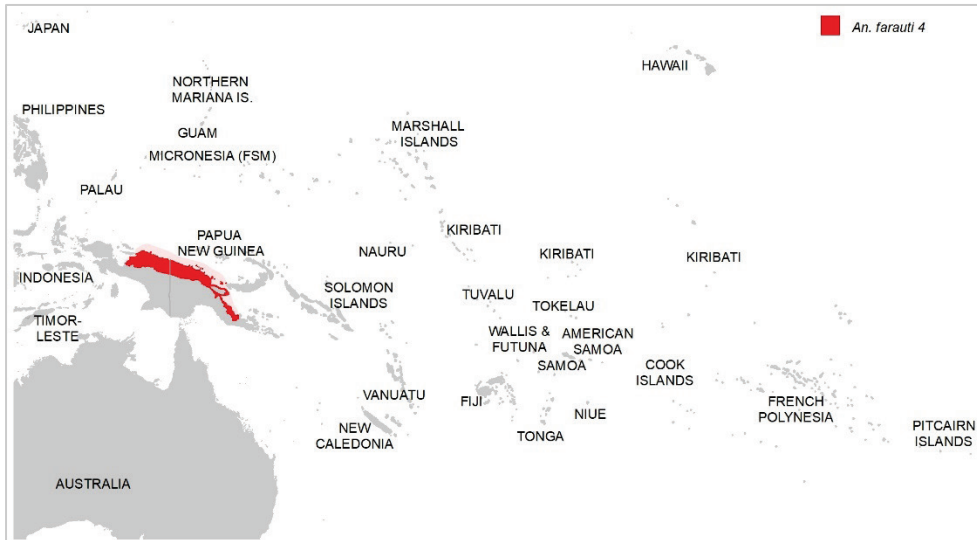 JAPAN
An. farauti 4
HAWAII
NORTHERN
MARIANA IS.
PHILIPPINES
GUAM
MARSHALL
ISLANDS
MICRONESIA (FSM)
PALAU
KIRIBATI
PAPUA
NEW GUINEA
NAURU
KIRIBATI
KIRIBATI
INDONESIA
SOLOMON
ISLANDS
TUVALU
TOKELAU
TIMOR-
LESTE
WALLIS &
FUTUNA
AMERICAN
SAMOA
SAMOA
COOK
ISLANDS
VANUATU
FIJI
NIUE
FRENCH
POLYNESIA
NEW
CALEDONIA
TONGA
PITCAIRN
ISLANDS
AUSTRALIA